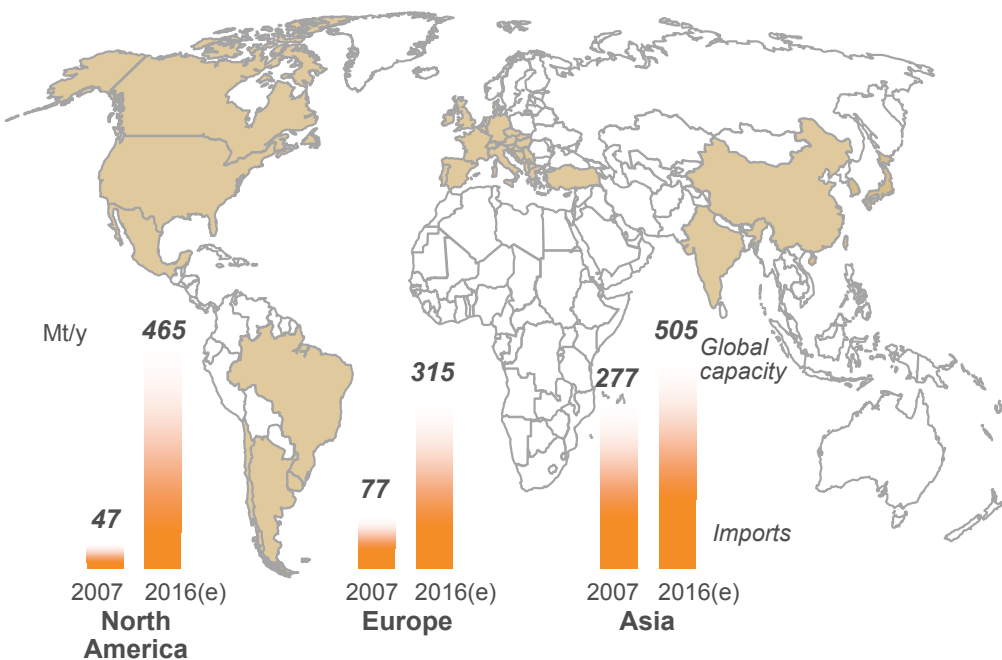 Mt/y
465
505
Global
capacity
315
277
77
47
Imports
2007 2016(e)
North
America
2007 2016(e)
Europe
2007 2016(e)
Asia